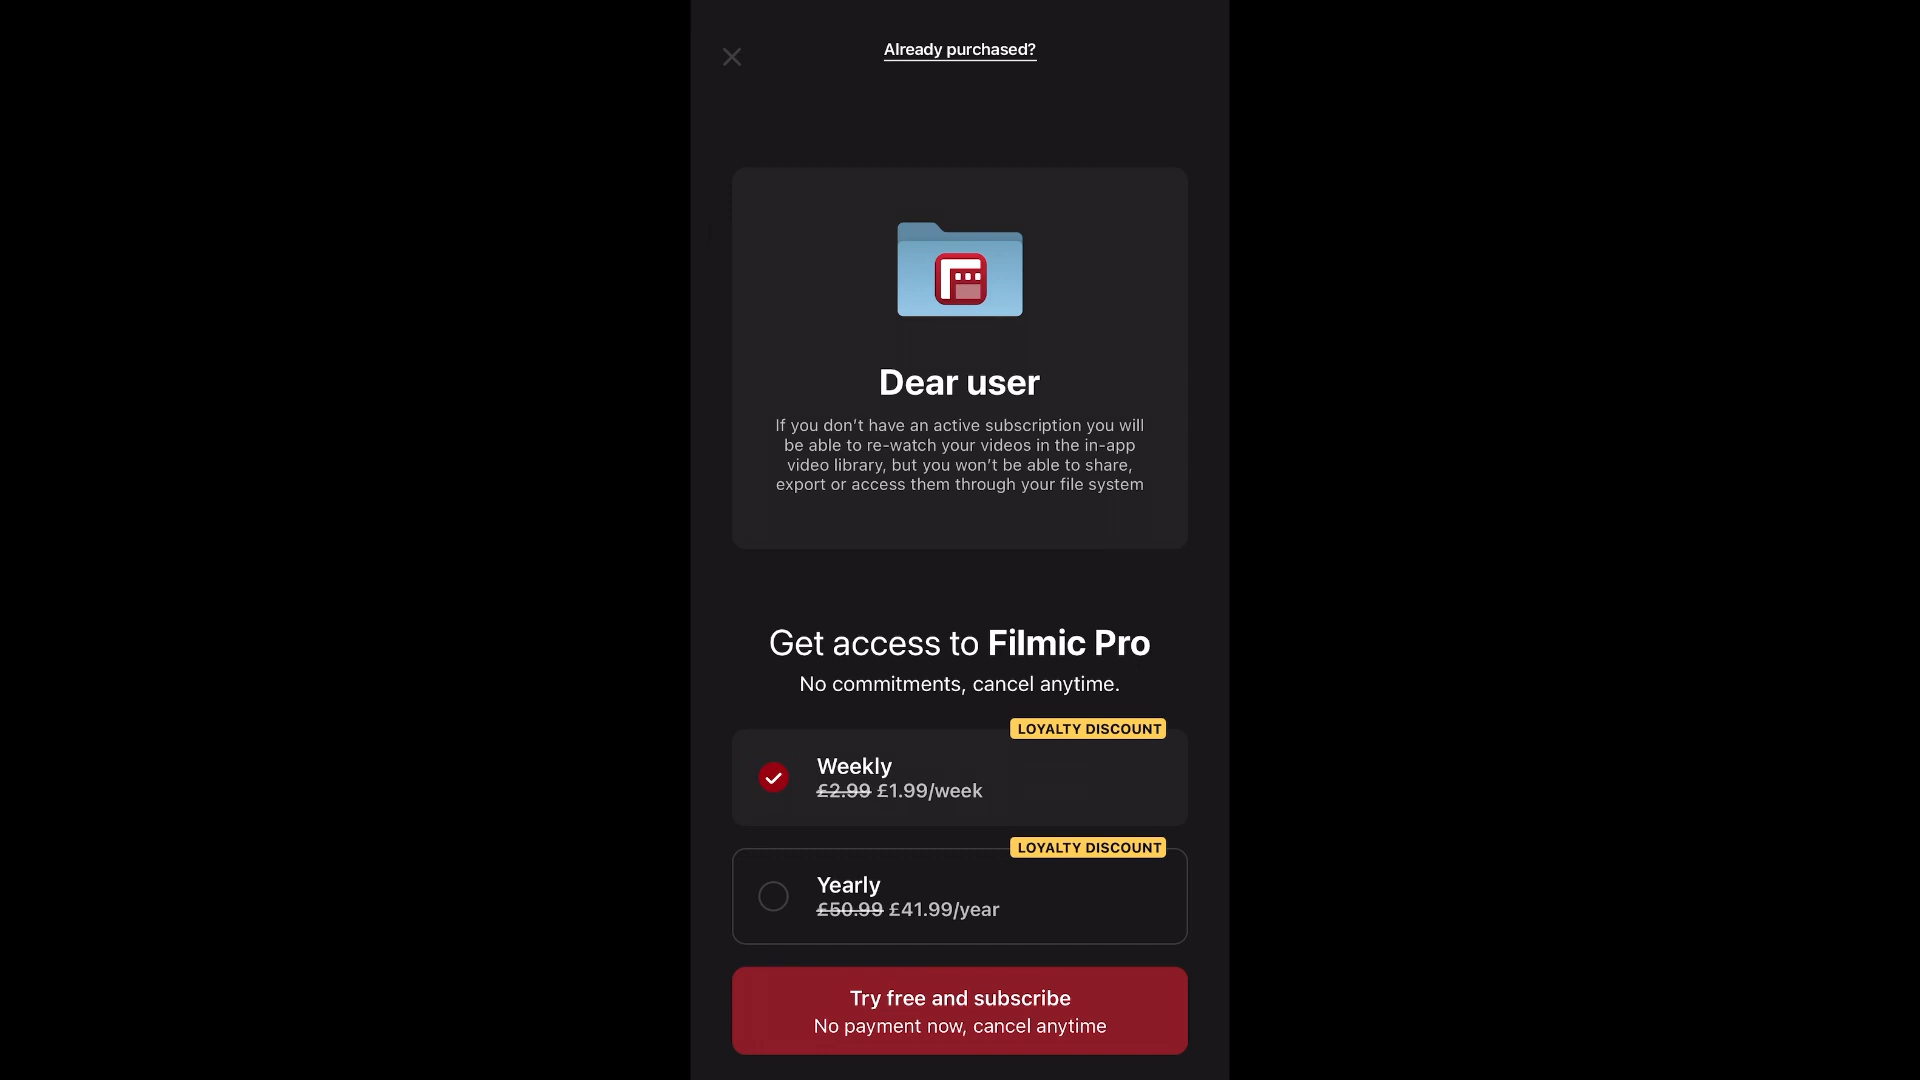 Already purchased?
Dear user
If you don’t have an active subscription you will
be able to re-watch your videos in the in-app
video library, but you won’t be able to share,
export or access them through your file system
Get access to Filmic Pro
No commitments, cancel anytime.
LOYALTY DISCOUNT
Weekly
£2.99 £1.99/week
LOYALTY DISCOUNT
Yearly
£50.99 £41.99/year
Try free and subscribe
No payment now, cancel anytime